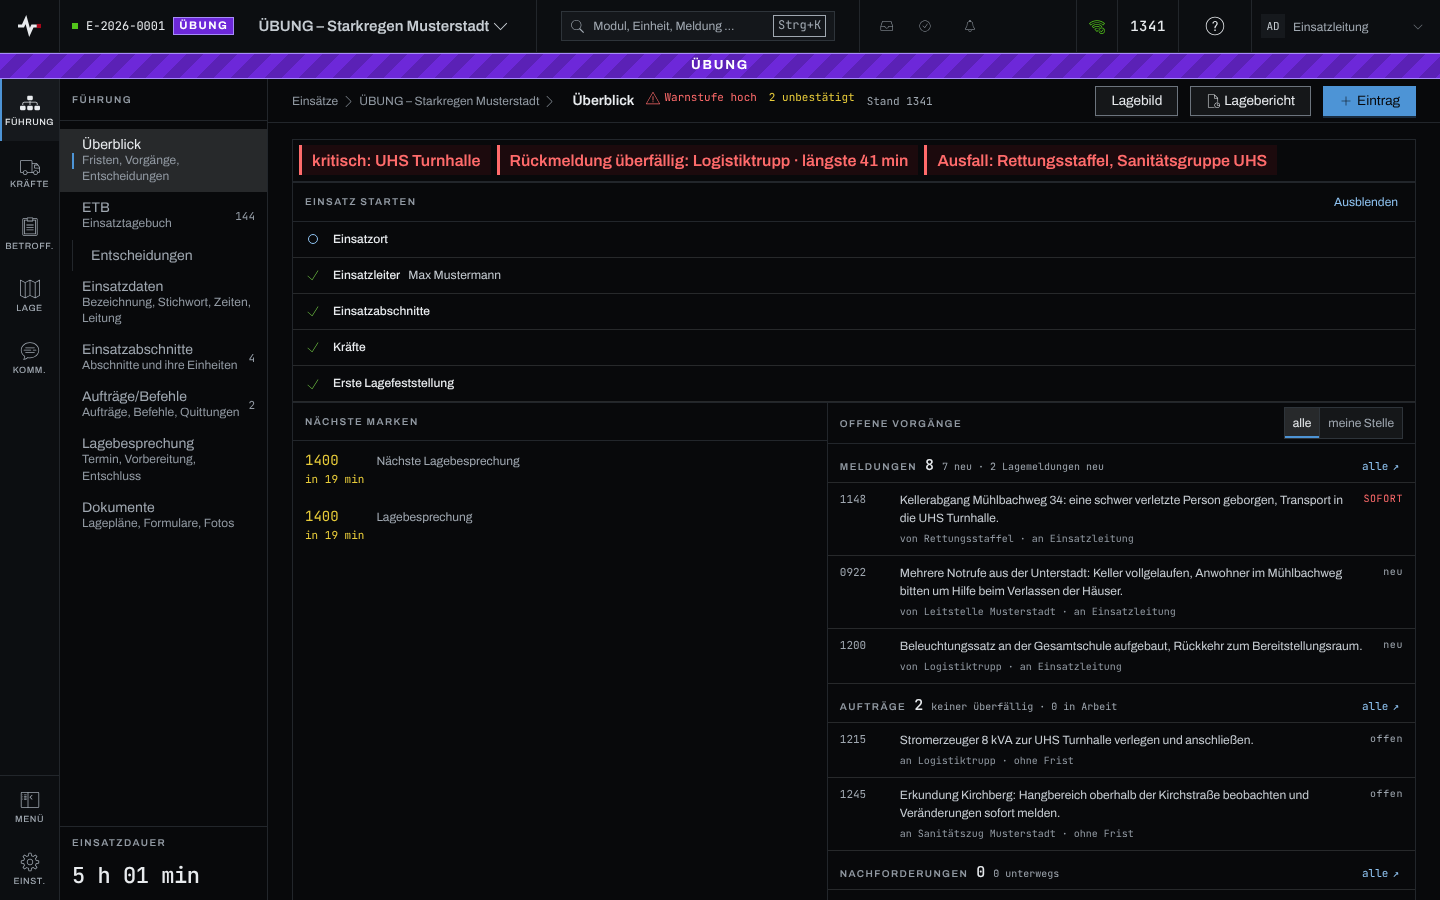 E-2026-0001 ÜBUNG ÜBUNG – Starkregen Musterstadt Modul, Einheit, Meldung ... Strg+K 1341 ? AD Einsatzleitung
ÜBUNG
FÜHRUNG
KRÄFTE
BETROFF.
LAGE
KOMM.
MENÜ
EINST.
FÜHRUNG
Überblick
Fristen, Vorgänge,
Entscheidungen
ETB
Einsatztagebuch
144
Entscheidungen
Einsatzdaten
Bezeichnung, Stichwort, Zeiten,
Leitung
Einsatzabschnitte
Abschnitte und ihre Einheiten
4
Aufträge/Befehle
Aufträge, Befehle, Quittungen
2
Lagebesprechung
Termin, Vorbereitung,
Entschluss
Dokumente
Lagepläne, Formulare, Fotos
EINSATZDAUER
5 h 01 min
Einsätze ÜBUNG – Starkregen Musterstadt Überblick Warnstufe hoch 2 unbestätigt Stand 1341 Lagebild Lagebericht + Eintrag
kritisch: UHS Turnhalle Rückmeldung überfällig: Logistiktrupp · längste 41 min Ausfall: Rettungsstaffel, Sanitätsgruppe UHS
EINSATZ STARTEN Ausblenden
Einsatzort
Einsatzleiter Max Mustermann
Einsatzabschnitte
Kräfte
Erste Lagefeststellung
NÄCHSTE MARKEN
1400 Nächste Lagebesprechung
in 19 min
1400 Lagebesprechung
in 19 min
OFFENE VORGÄNGE alle meine Stelle
MELDUNGEN 8 7 neu · 2 Lagemeldungen neu alle ↗
1148 Kellerabgang Mühlbachweg 34: eine schwer verletzte Person geborgen, Transport in SOFORT
die UHS Turnhalle.
von Rettungsstaffel · an Einsatzleitung
0922 Mehrere Notrufe aus der Unterstadt: Keller vollgelaufen, Anwohner im Mühlbachweg neu
bitten um Hilfe beim Verlassen der Häuser.
von Leitstelle Musterstadt · an Einsatzleitung
1200 Beleuchtungssatz an der Gesamtschule aufgebaut, Rückkehr zum Bereitstellungsraum. neu
von Logistiktrupp · an Einsatzleitung
AUFTRÄGE 2 keiner überfällig · 0 in Arbeit alle ↗
1215 Stromerzeuger 8 kVA zur UHS Turnhalle verlegen und anschließen. offen
an Logistiktrupp · ohne Frist
1245 Erkundung Kirchberg: Hangbereich oberhalb der Kirchstraße beobachten und offen
Veränderungen sofort melden.
an Sanitätszug Musterstadt · ohne Frist
NACHFORDERUNGEN 0 0 unterwegs alle ↗